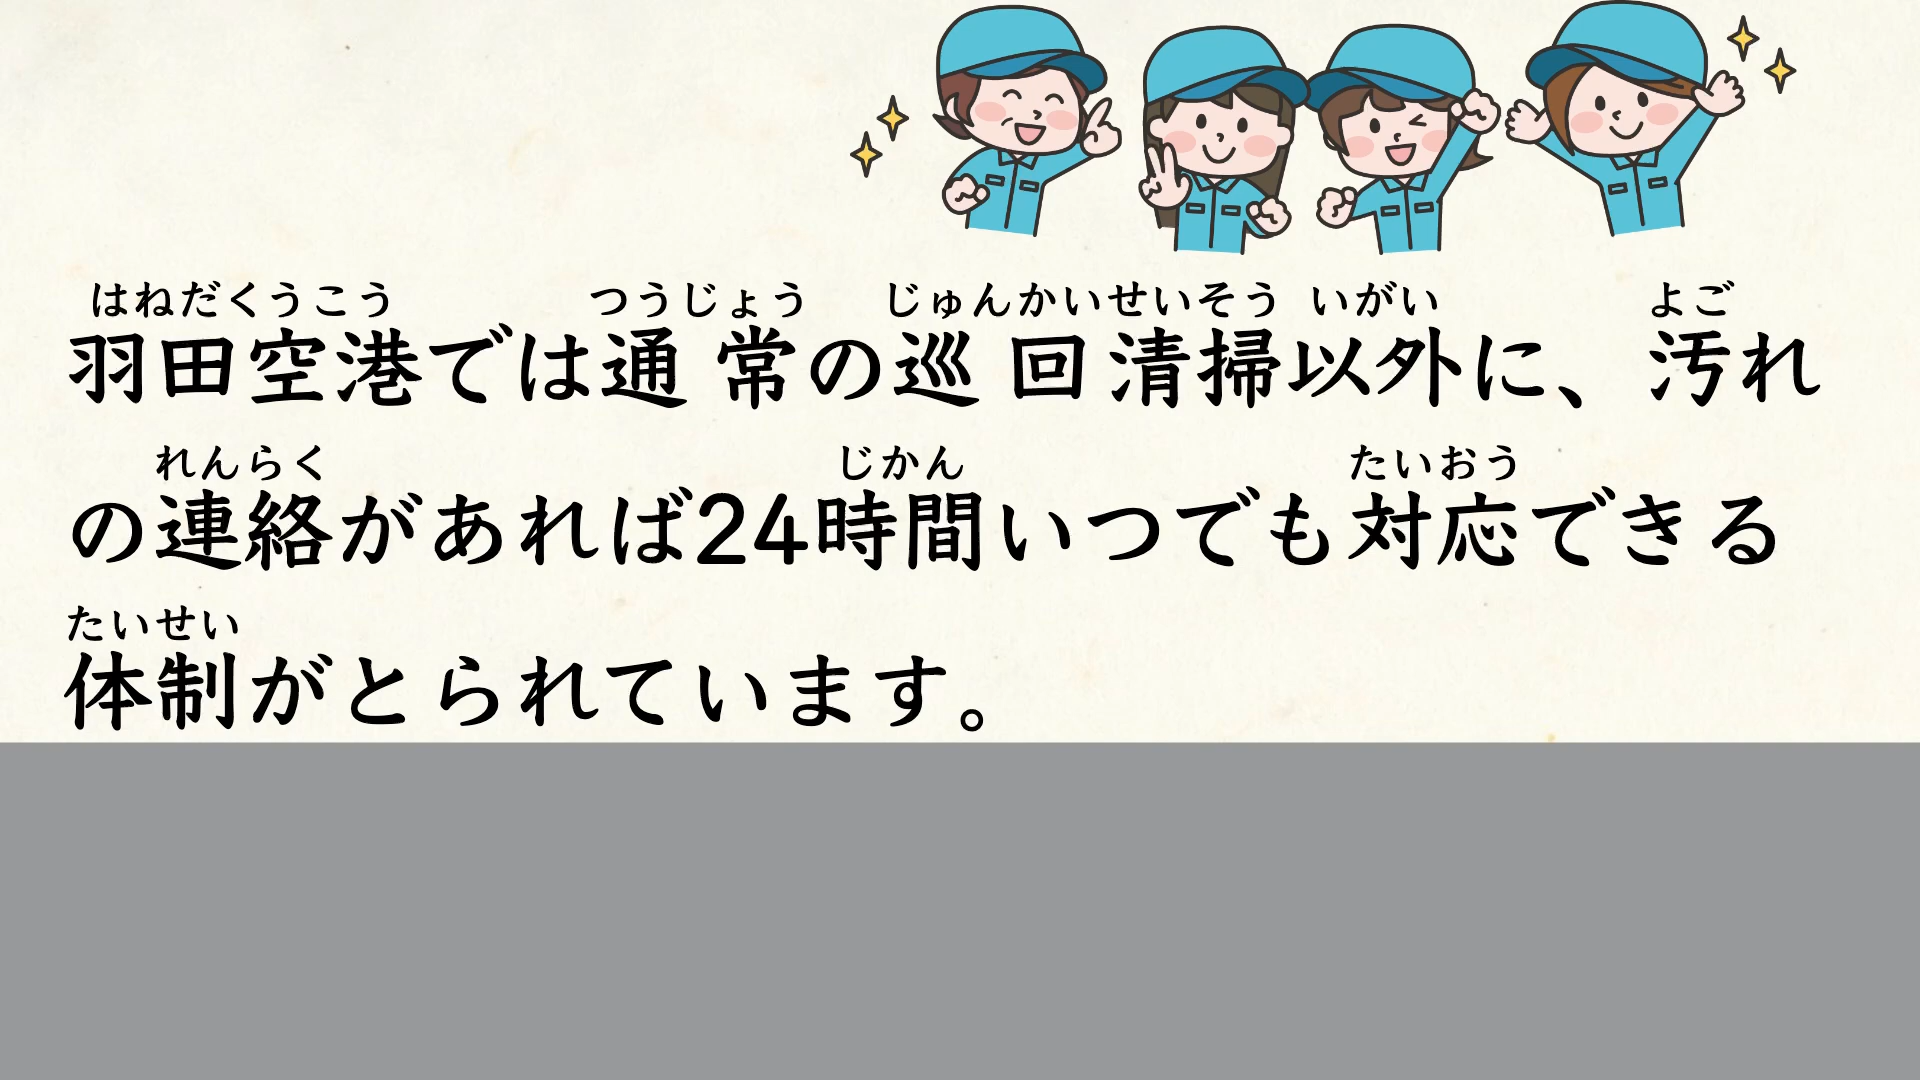 はねだくうこう つうじょう じゅんかいせいそう いがい よご
羽田空港では通常の巡回清掃以外に、汚れ
れんらく じかん たいおう
の連絡があれば24時間いつでも対応できる
たいせい
体制がとられています。